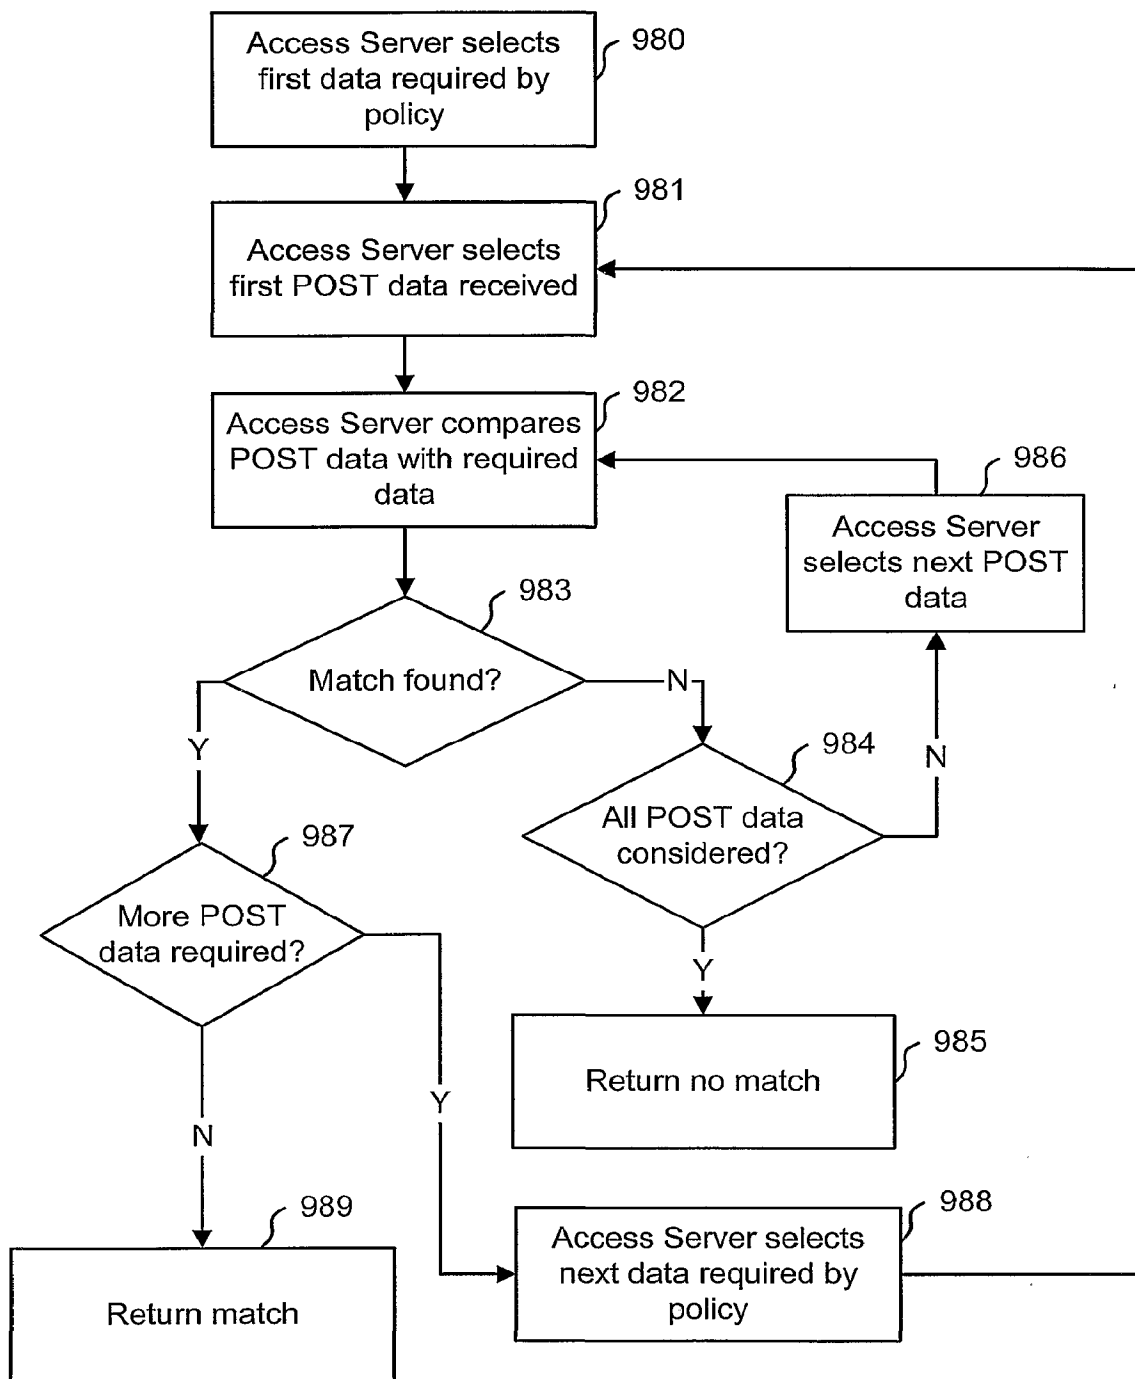 Access Server selects
first data required by
policy
980
981
Access Server selects
first POST data received
982
Access Server compares
POST data with required
data
986
Access Server
selects next POST
data
983
Match found?
N
Y
984
All POST data
considered?
N
987
More POST
data required?
Y
985
Return no match
Y
N
988
Access Server selects
next data required by
policy
989
Return match